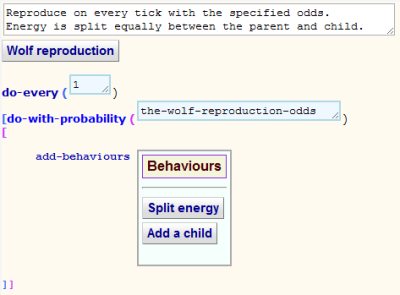 Reproduce on every tick with the specified odds.
Energy is split equally between the parent and child.
Wolf reproduction
do-every ( 1 )
[do-with-probability ( the-wolf-reproduction-odds )
[
add-behaviours
Behaviours
Split energy
Add a child
]]